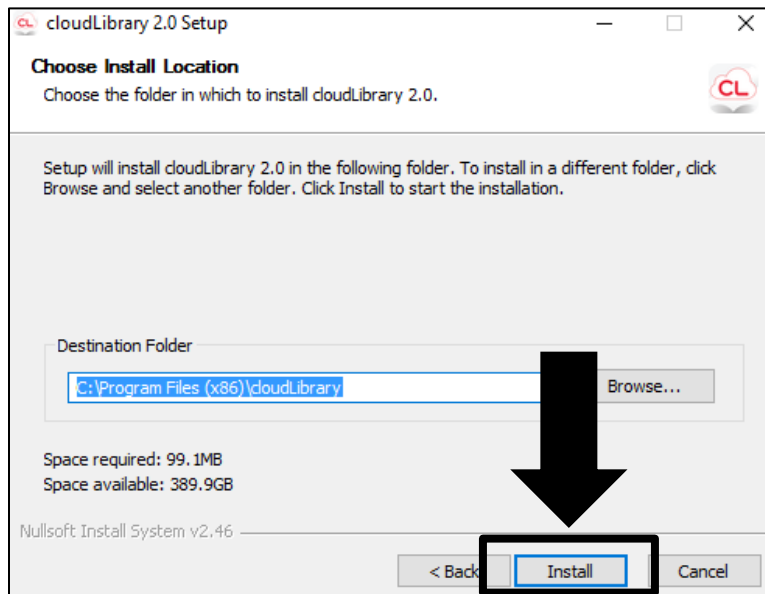 CL cloudLibrary 2.0 Setup
Choose Install Location
Choose the folder in which to install cloudLibrary 2.0.
CL
Setup will install cloudLibrary 2.0 in the following folder. To install in a different folder, click
Browse and select another folder. Click Install to start the installation.
Destination Folder
C:\Program Files (x86)\cloudLibrary
Browse...
Space required: 99.1MB
Space available: 389.9GB
Nullsoft Install System v2.46
< Back Install Cancel